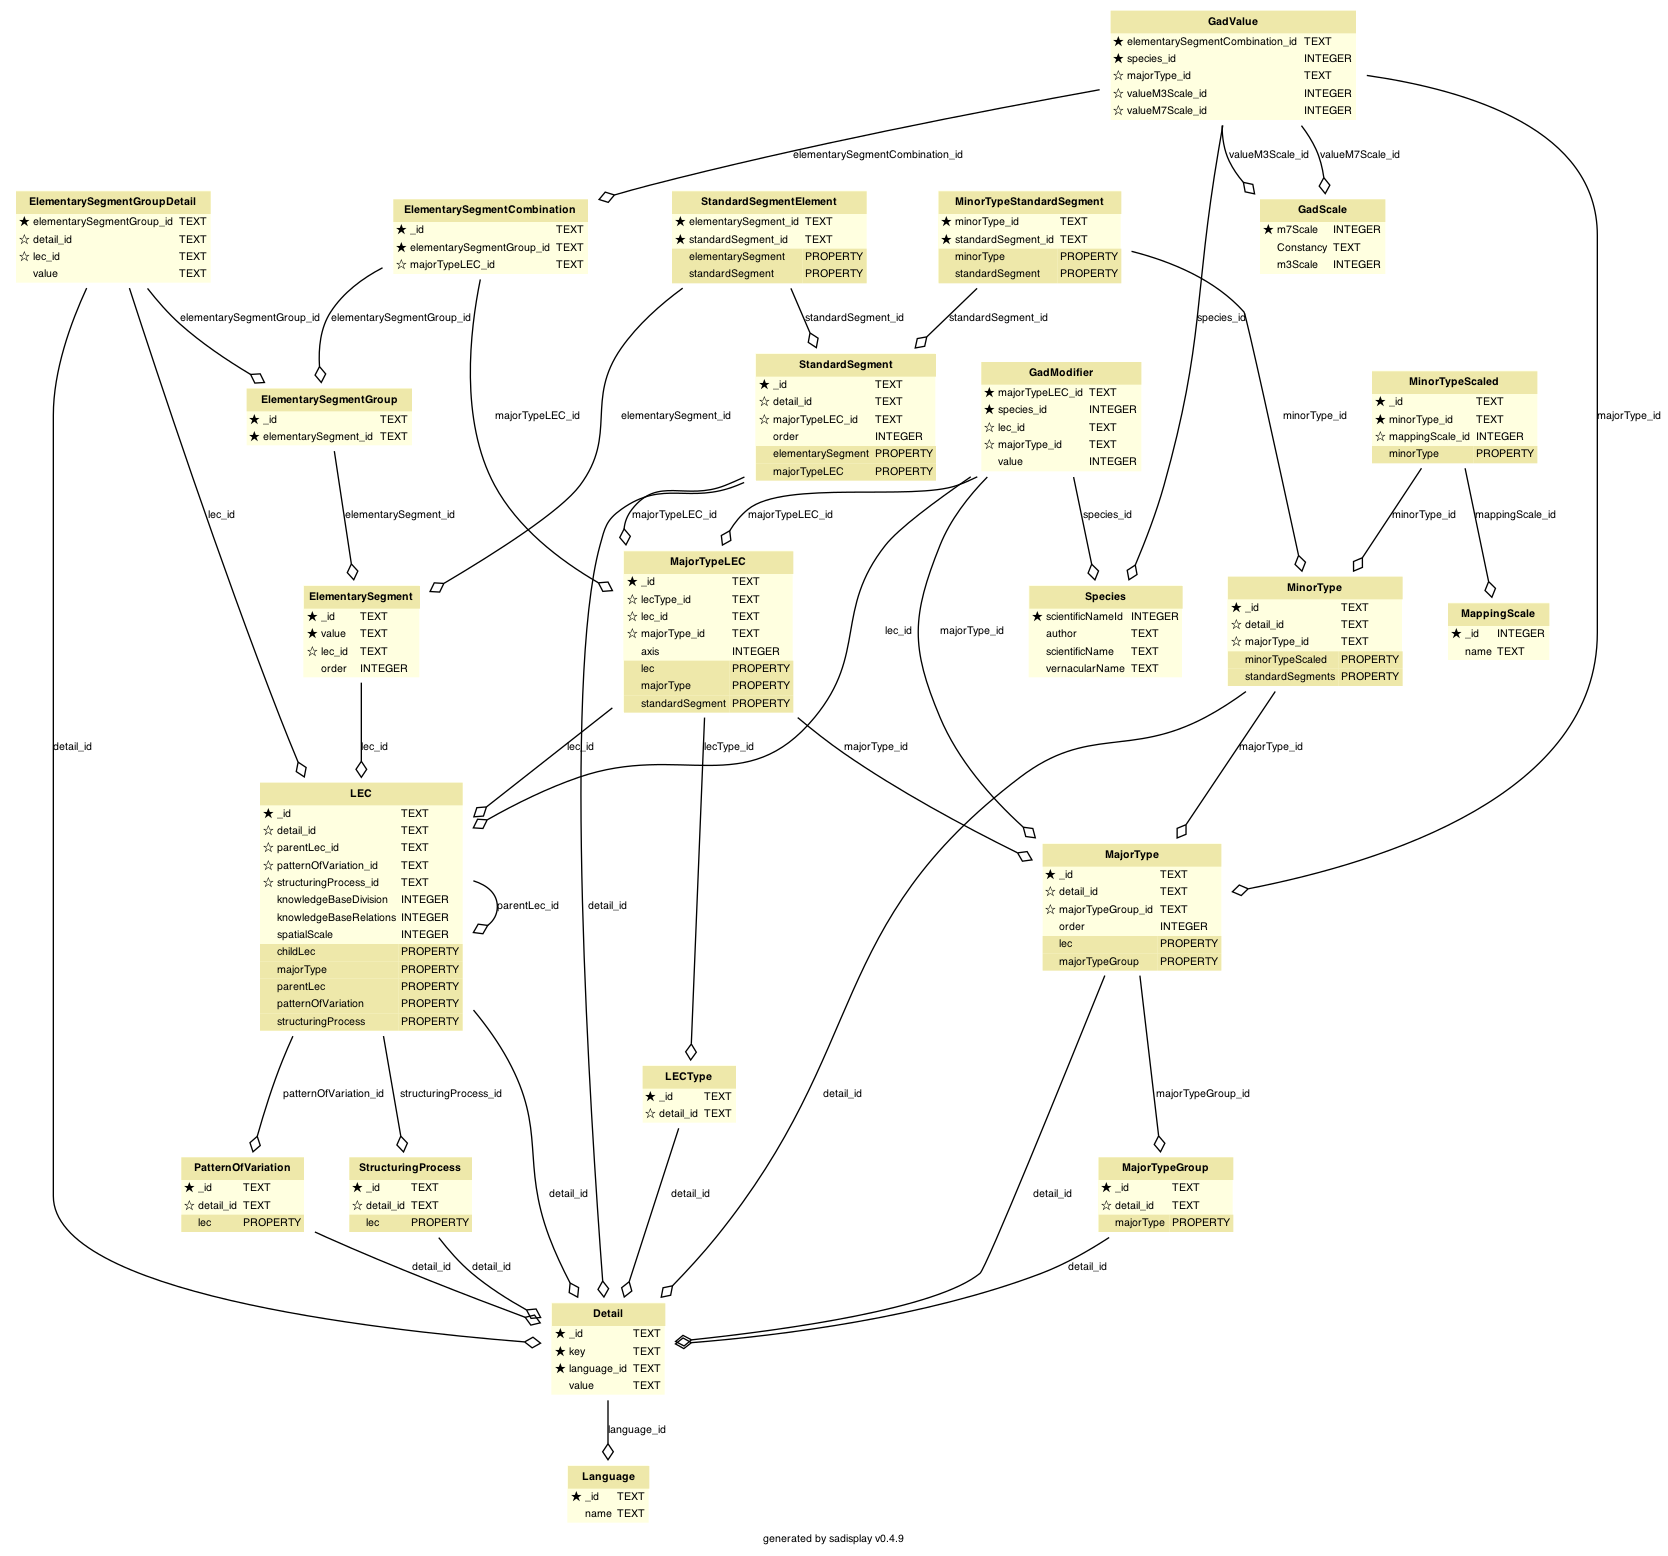 GadValue
★ elementarySegmentCombination_id TEXT
★ species_id INTEGER
☆ majorType_id TEXT
☆ valueM3Scale_id INTEGER
☆ valueM7Scale_id INTEGER
elementarySegmentCombination_id
valueM3Scale_id
valueM7Scale_id
ElementarySegmentGroupDetail
★ elementarySegmentGroup_id TEXT
☆ detail_id TEXT
☆ lec_id TEXT
value TEXT
ElementarySegmentCombination
★ _id TEXT
★ elementarySegmentGroup_id TEXT
☆ majorTypeLEC_id TEXT
StandardSegmentElement
★ elementarySegment_id TEXT
★ standardSegment_id TEXT
elementarySegment PROPERTY
standardSegment PROPERTY
MinorTypeStandardSegment
★ minorType_id TEXT
★ standardSegment_id TEXT
minorType PROPERTY
standardSegment PROPERTY
GadScale
★ m7Scale INTEGER
Constancy TEXT
m3Scale INTEGER
elementarySegmentGroup_id
elementarySegmentGroup_id
standardSegment_id
standardSegment_id
species_id
ElementarySegmentGroup
★ _id TEXT
★ elementarySegment_id TEXT
majorTypeLEC_id
elementarySegment_id
StandardSegment
★ _id TEXT
☆ detail_id TEXT
☆ majorTypeLEC_id TEXT
order INTEGER
elementarySegment PROPERTY
majorTypeLEC PROPERTY
GadModifier
★ majorTypeLEC_id TEXT
★ species_id INTEGER
☆ lec_id TEXT
☆ majorType_id TEXT
value INTEGER
minorType_id
MinorTypeScaled
★ _id TEXT
★ minorType_id TEXT
☆ mappingScale_id INTEGER
minorType PROPERTY
majorType_id
lec_id
elementarySegment_id
majorTypeLEC_id
majorTypeLEC_id
species_id
minorType_id
mappingScale_id
ElementarySegment
★ _id TEXT
★ value TEXT
☆ lec_id TEXT
order INTEGER
MajorTypeLEC
★ _id TEXT
☆ lecType_id TEXT
☆ lec_id TEXT
☆ majorType_id TEXT
axis INTEGER
lec PROPERTY
majorType PROPERTY
standardSegment PROPERTY
lec_id
majorType_id
Species
★ scientificNameId INTEGER
author TEXT
scientificName TEXT
vernacularName TEXT
MinorType
★ _id TEXT
☆ detail_id TEXT
☆ majorType_id TEXT
minorTypeScaled PROPERTY
standardSegments PROPERTY
MappingScale
★ _id INTEGER
name TEXT
detail_id
lec_id
lec_id
lecType_id
majorType_id
majorType_id
LEC
★ _id TEXT
☆ detail_id TEXT
☆ parentLec_id TEXT
☆ patternOfVariation_id TEXT
☆ structuringProcess_id TEXT
knowledgeBaseDivision INTEGER
knowledgeBaseRelations INTEGER
spatialScale INTEGER
childLec PROPERTY
majorType PROPERTY
parentLec PROPERTY
patternOfVariation PROPERTY
structuringProcess PROPERTY
parentLec_id
detail_id
MajorType
★ _id TEXT
☆ detail_id TEXT
☆ majorTypeGroup_id TEXT
order INTEGER
lec PROPERTY
majorTypeGroup PROPERTY
patternOfVariation_id
structuringProcess_id
LECType
★ _id TEXT
☆ detail_id TEXT
detail_id
majorTypeGroup_id
PatternOfVariation
★ _id TEXT
☆ detail_id TEXT
lec PROPERTY
StructuringProcess
★ _id TEXT
☆ detail_id TEXT
lec PROPERTY
detail_id
detail_id
detail_id
MajorTypeGroup
★ _id TEXT
☆ detail_id TEXT
majorType PROPERTY
detail_id
detail_id
detail_id
Detail
★ _id TEXT
★ key TEXT
★ language_id TEXT
value TEXT
language_id
Language
★ _id TEXT
name TEXT
generated by sadisplay v0.4.9